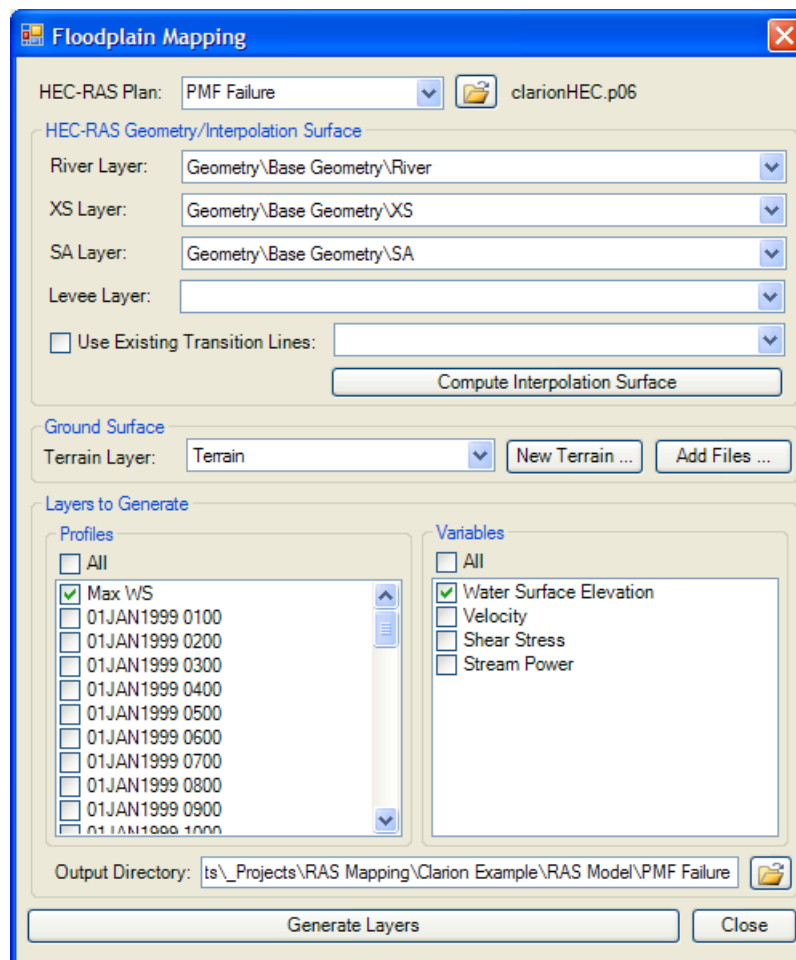 Floodplain Mapping
HEC-RAS Plan: PMF Failure clarionHEC.p06
HEC-RAS Geometry/Interpolation Surface
River Layer: Geometry\Base Geometry\River
XS Layer: Geometry\Base Geometry\XS
SA Layer: Geometry\Base Geometry\SA
Levee Layer:
Use Existing Transition Lines:
Compute Interpolation Surface
Ground Surface
Terrain Layer: Terrain New Terrain ... Add Files ...
Layers to Generate
Profiles
All
Max WS
01JAN1999 0100
01JAN1999 0200
01JAN1999 0300
01JAN1999 0400
01JAN1999 0500
01JAN1999 0600
01JAN1999 0700
01JAN1999 0800
01JAN1999 0900
01JAN1999 1000
Variables
All
Water Surface Elevation
Velocity
Shear Stress
Stream Power
Output Directory: ts\_Projects\RAS Mapping\Clarion Example\RAS Model\PMF Failure
Generate Layers Close